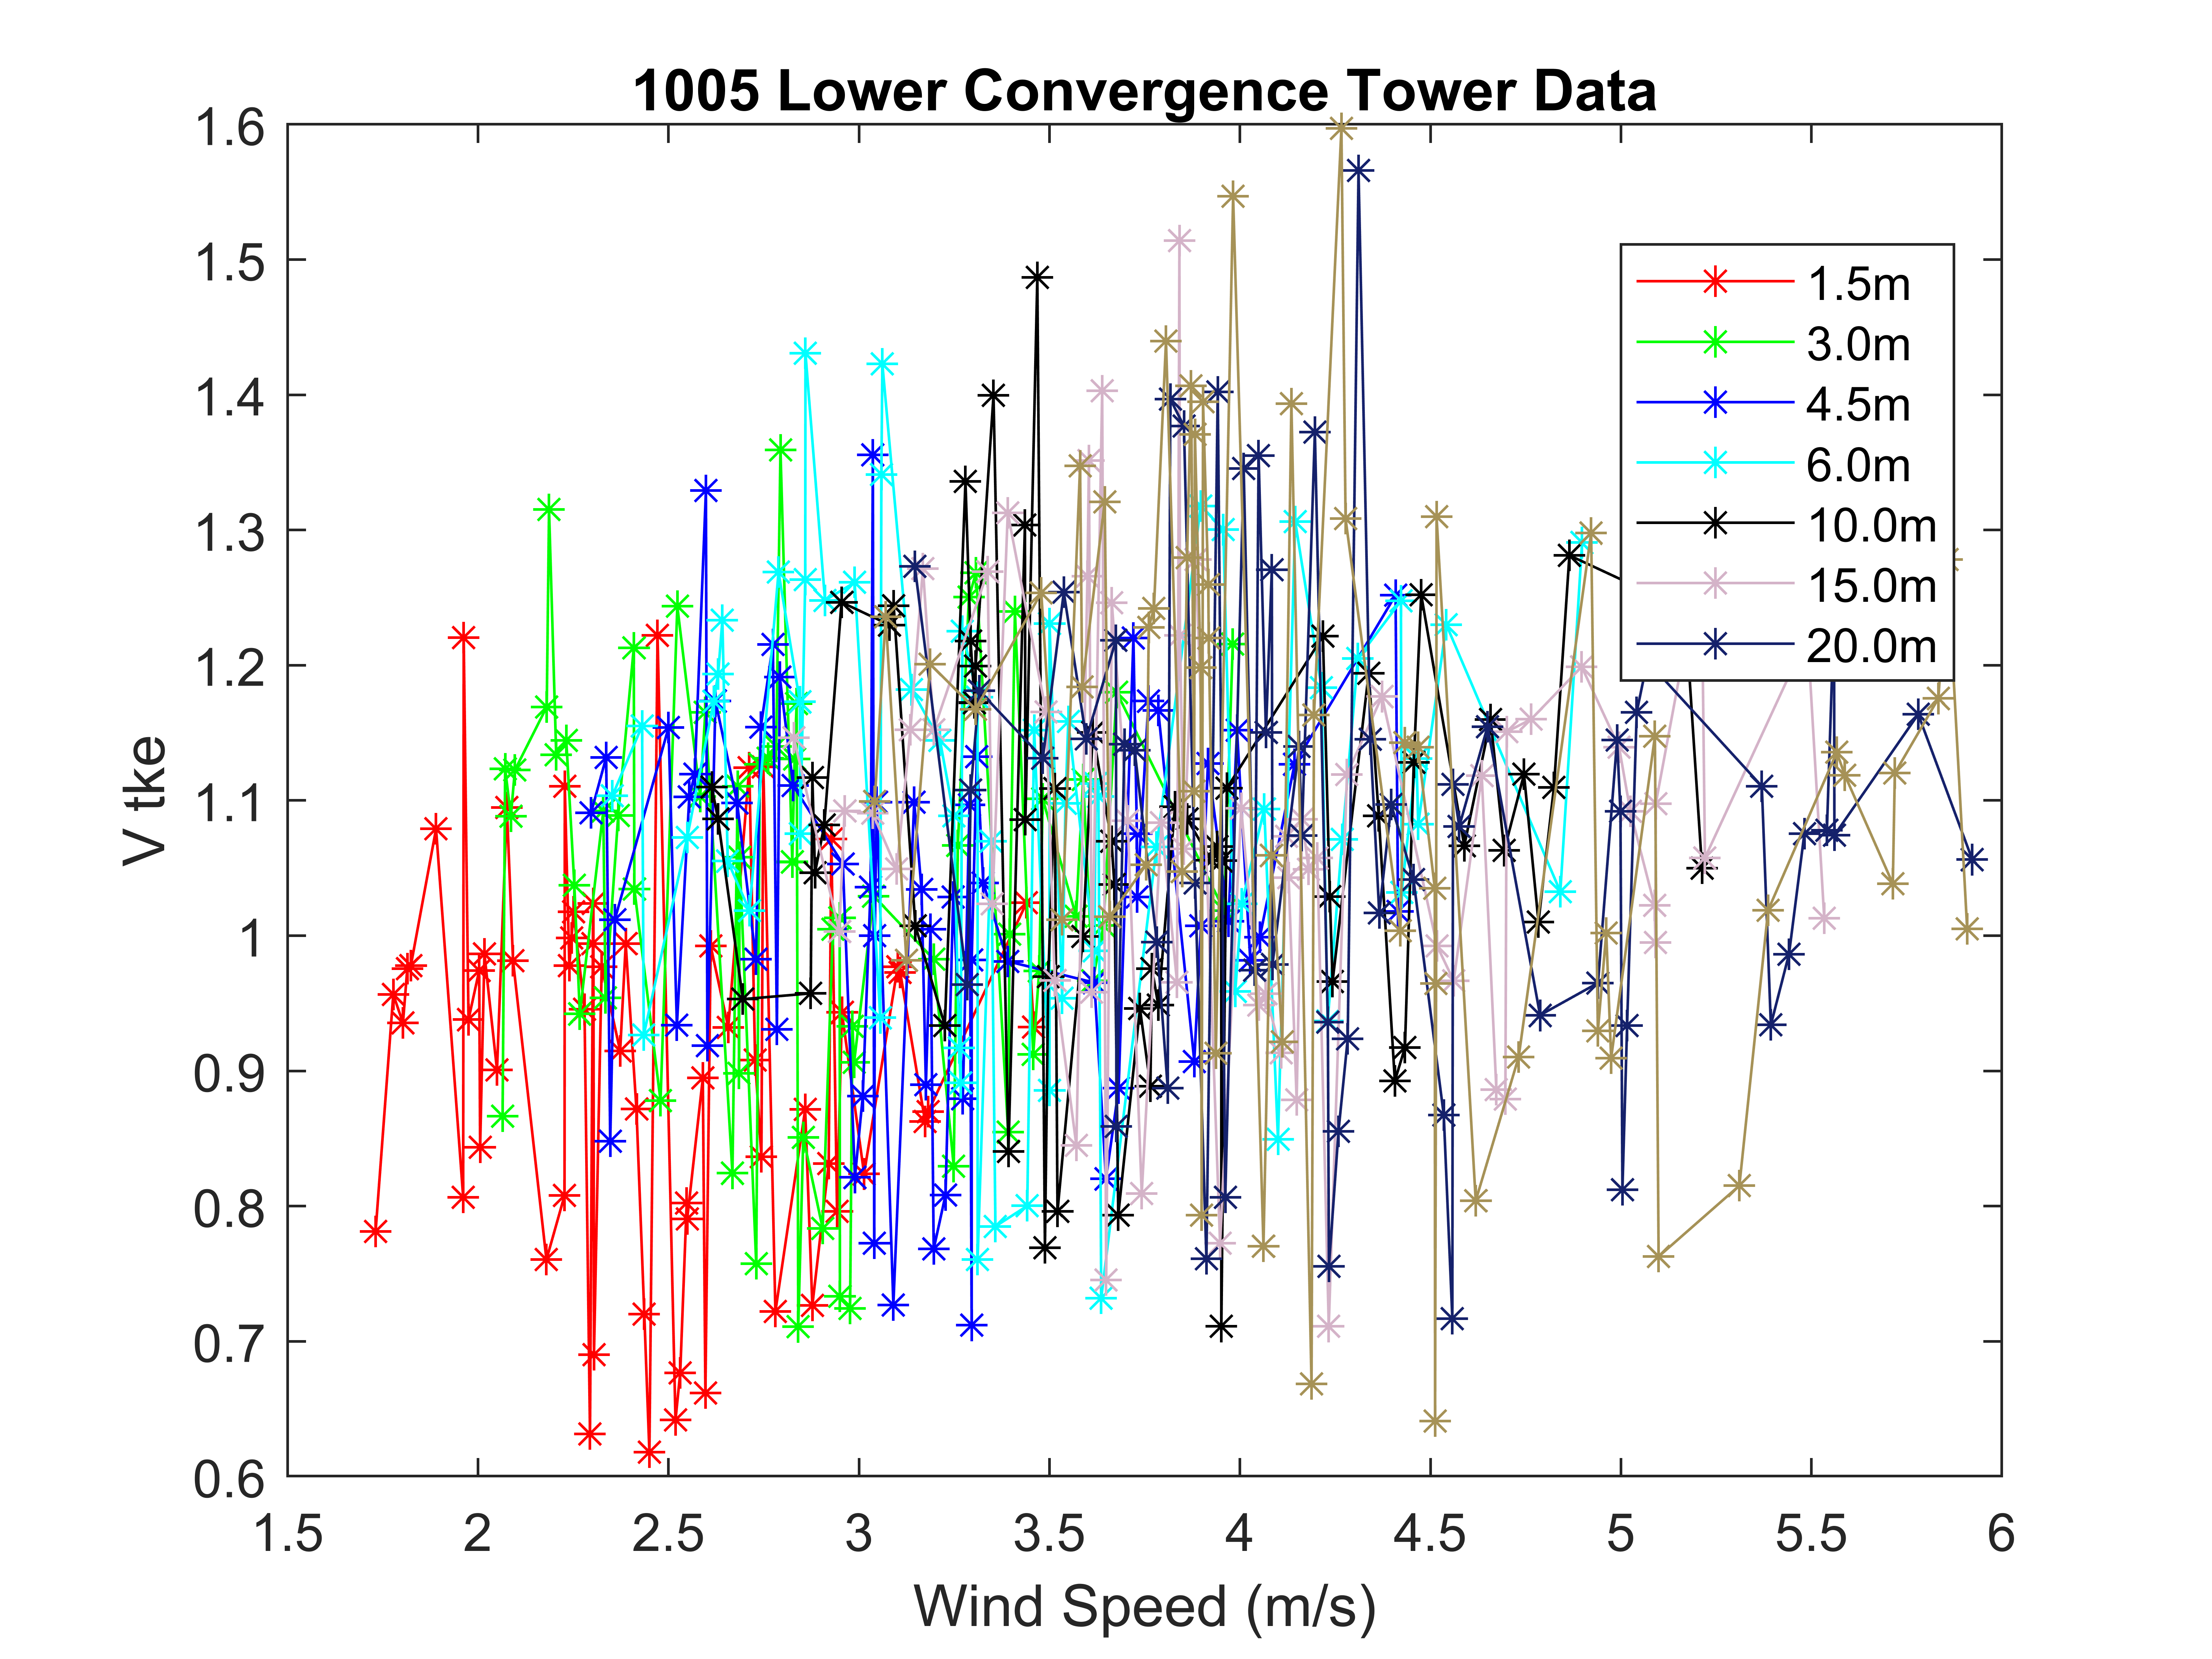 1005 Lower Convergence Tower Data
1.6
1.5
1.4
1.3
1.2
1.1
1
0.9
0.8
0.7
0.6
V tke
1.5m
3.0m
4.5m
6.0m
10.0m
15.0m
20.0m
1.5 2 2.5 3 3.5 4 4.5 5 5.5 6
Wind Speed (m/s)